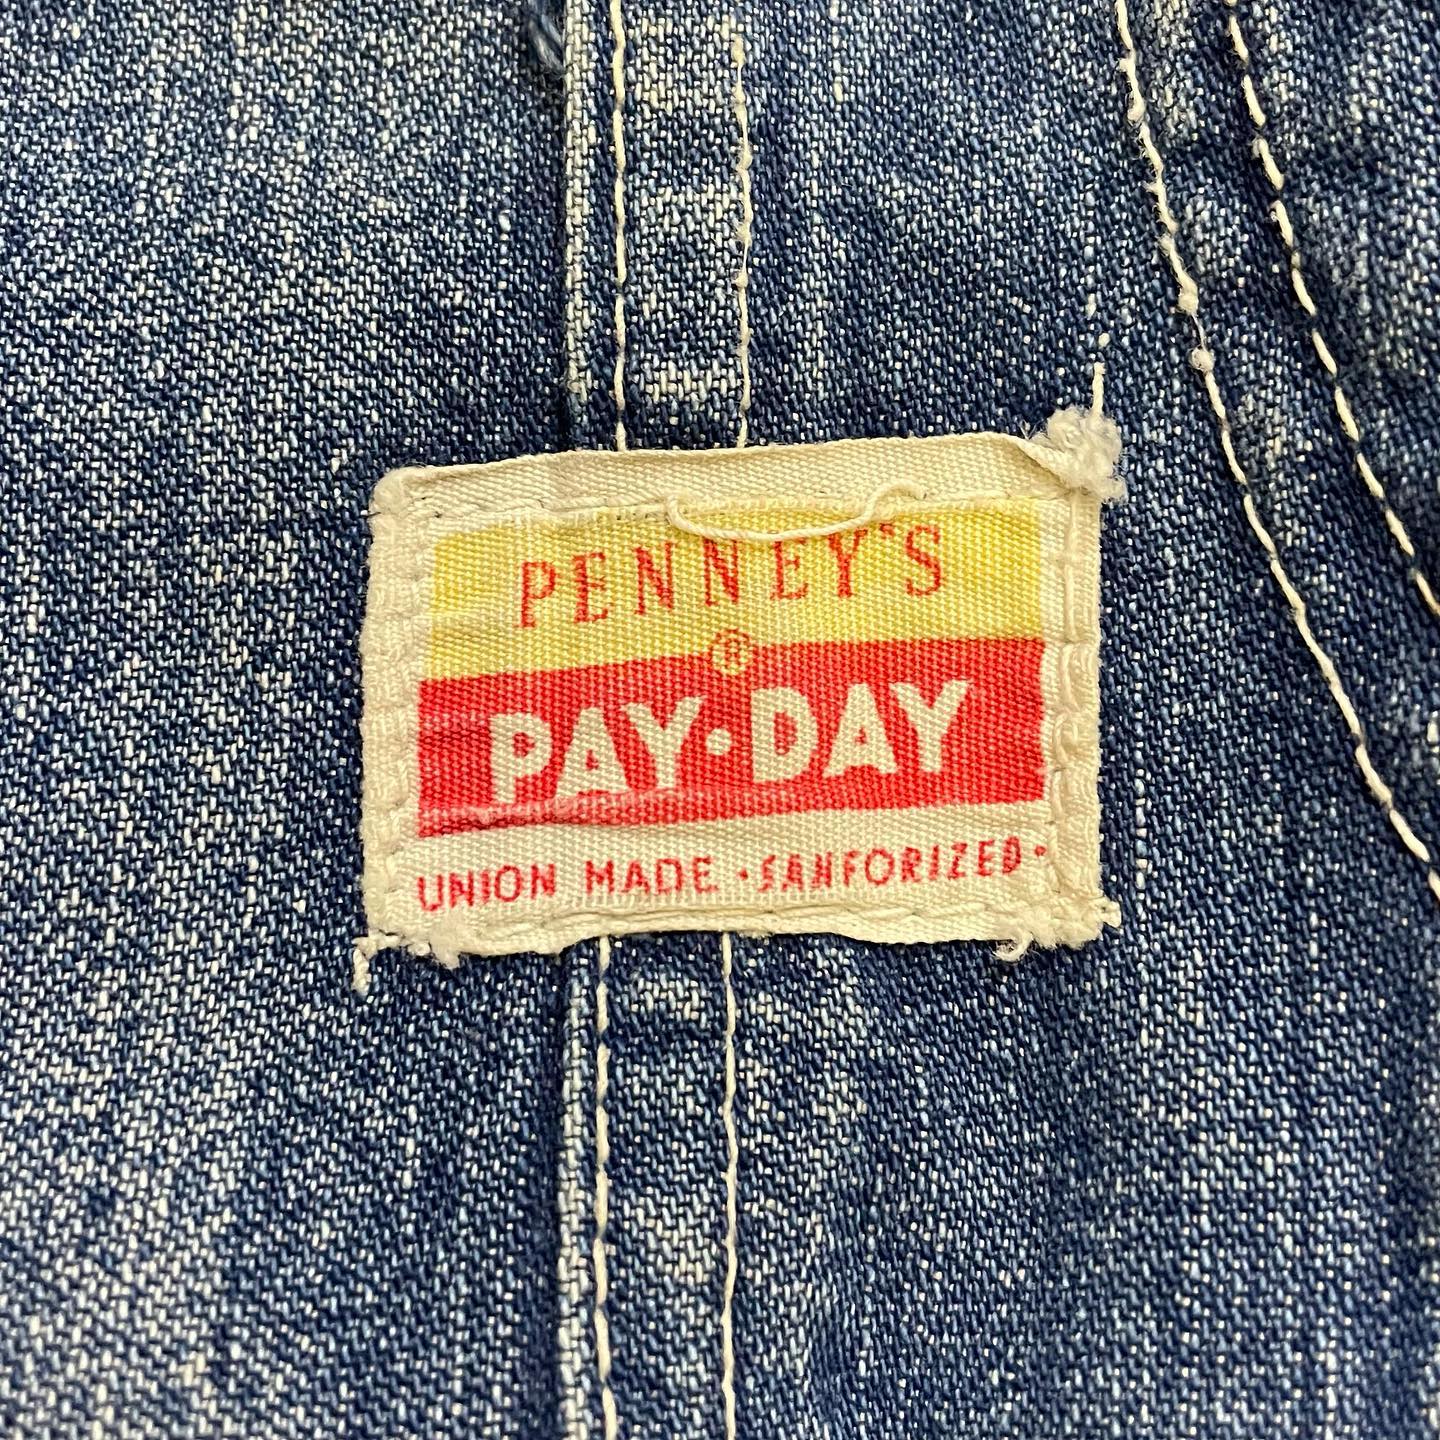 PENNEY'S
®
PAY·DAY
UNION MADE · SANFORIZED ·